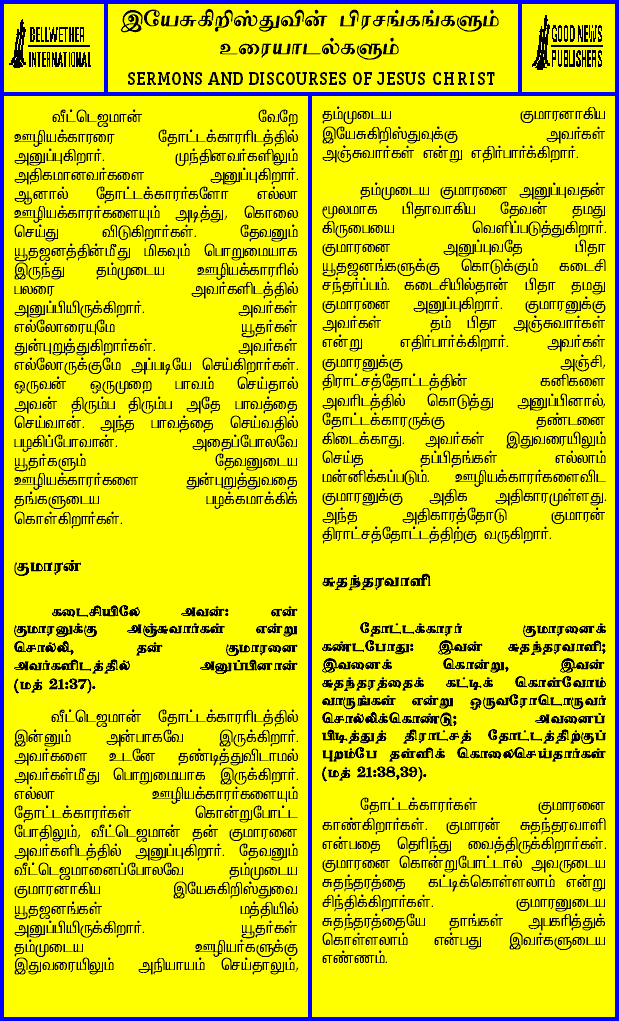 BELLWETHER
INTERNATIONAL
இயேசுகிறிஸ்துவின் பிரசங்கங்களும்
உரையாடல்களும்
SERMONS AND DISCOURSES OF JESUS CHRIST
GOOD NEWS
PUBLISHERS
வீட்டெஜமான் வேறே
ஊழியக்காரரை தோட்டக்காரரிடத்தில்
அனுப்புகிறார். முந்தினவர்களிலும்
அதிகமானவர்களை அனுப்புகிறார்.
ஆனால் தோட்டக்காரர்களோ எல்லா
ஊழியக்காரர்களையும் அடித்து, கொலை
செய்து விடுகிறார்கள். தேவனும்
யூதஜனத்தின்மீது மிகவும் பொறுமையாக
இருந்து தம்முடைய ஊழியக்காரரில்
பலரை அவர்களிடத்தில்
அனுப்பியிருக்கிறார். அவர்கள்
எல்லோரையுமே யூதர்கள்
துன்புறுத்துகிறார்கள். அவர்கள்
எல்லோருக்குமே அப்படியே செய்கிறார்கள்.
ஒருவன் ஒருமுறை பாவம் செய்தால்
அவன் திரும்ப திரும்ப அதே பாவத்தை
செய்வான். அந்த பாவத்தை செய்வதில்
பழகிப்போவான். அதைப்போலவே
யூதர்களும் தேவனுடைய
ஊழியக்காரர்களை துன்புறுத்துவதை
தங்களுடைய பழக்கமாக்கிக்
கொள்கிறார்கள்.
குமாரன்
கடைசியிலே அவன்: என்
குமாரனுக்கு அஞ்சுவார்கள் என்று
சொல்லி, தன் குமாரனை
அவர்களிடத்தில் அனுப்பினான்
(மத் 21:37).
வீட்டெஜமான் தோட்டக்காரரிடத்தில்
இன்னும் அன்பாகவே இருக்கிறார்.
அவர்களை உடனே தண்டித்துவிடாமல்
அவர்கள்மீது பொறுமையாக இருக்கிறார்.
எல்லா ஊழியக்காரர்களையும்
தோட்டக்காரர்கள் கொன்றுபோட்ட
போதிலும், வீட்டெஜமான் தன் குமாரனை
அவர்களிடத்தில் அனுப்புகிறார். தேவனும்
வீட்டெஜமானைப்போலவே தம்முடைய
குமாரனாகிய இயேசுகிறிஸ்துவை
யூதஜனங்கள் மத்தியில்
அனுப்பியிருக்கிறார். யூதர்கள்
தம்முடைய ஊழியர்களுக்கு
இதுவரையிலும் அநியாயம் செய்தாலும்,
தம்முடைய குமாரனாகிய
இயேசுகிறிஸ்துவுக்கு அவர்கள்
அஞ்சுவார்கள் என்று எதிர்பார்க்கிறார்.
தம்முடைய குமாரனை அனுப்புவதன்
மூலமாக பிதாவாகிய தேவன் தமது
கிருபையை வெளிப்படுத்துகிறார்.
குமாரனை அனுப்புவதே பிதா
யூதஜனங்களுக்கு கொடுக்கும் கடைசி
சந்தர்ப்பம். கடைசியில்தான் பிதா தமது
குமாரனை அனுப்புகிறார். குமாரனுக்கு
அவர்கள் தம் பிதா அஞ்சுவார்கள்
என்று எதிர்பார்க்கிறார். அவர்கள்
குமாரனுக்கு அஞ்சி,
திராட்சத்தோட்டத்தின் கனிகளை
அவரிடத்தில் கொடுத்து அனுப்பினால்,
தோட்டக்காரருக்கு தண்டனை
கிடைக்காது. அவர்கள் இதுவரையிலும்
செய்த தப்பிதங்கள் எல்லாம்
மன்னிக்கப்படும். ஊழியக்காரர்களைவிட
குமாரனுக்கு அதிக அதிகாரமுள்ளது.
அந்த அதிகாரத்தோடு குமாரன்
திராட்சத்தோட்டத்திற்கு வருகிறார்.
சுதந்தரவாளி
தோட்டக்காரர் குமாரனைக்
கண்டபோது: இவன் சுதந்தரவாளி;
இவனைக் கொன்று, இவன்
சுதந்தரத்தைக் கட்டிக் கொள்வோம்
வாருங்கள் என்று ஒருவரோடொருவர்
சொல்லிக்கொண்டு; அவனைப்
பிடித்துத் திராட்சத் தோட்டத்திற்குப்
புறம்பே தள்ளிக் கொலைசெய்தார்கள்
(மத் 21:38,39).
தோட்டக்காரர்கள் குமாரனை
காண்கிறார்கள். குமாரன் சுதந்தரவாளி
என்பதை தெரிந்து வைத்திருக்கிறார்கள்.
குமாரனை கொன்றுபோட்டால் அவருடைய
சுதந்தரத்தை கட்டிக்கொள்ளலாம் என்று
சிந்திக்கிறார்கள். குமாரனுடைய
சுதந்தரத்தையே தாங்கள் அபகரித்துக்
கொள்ளலாம் என்பது இவர்களுடைய
எண்ணம்.